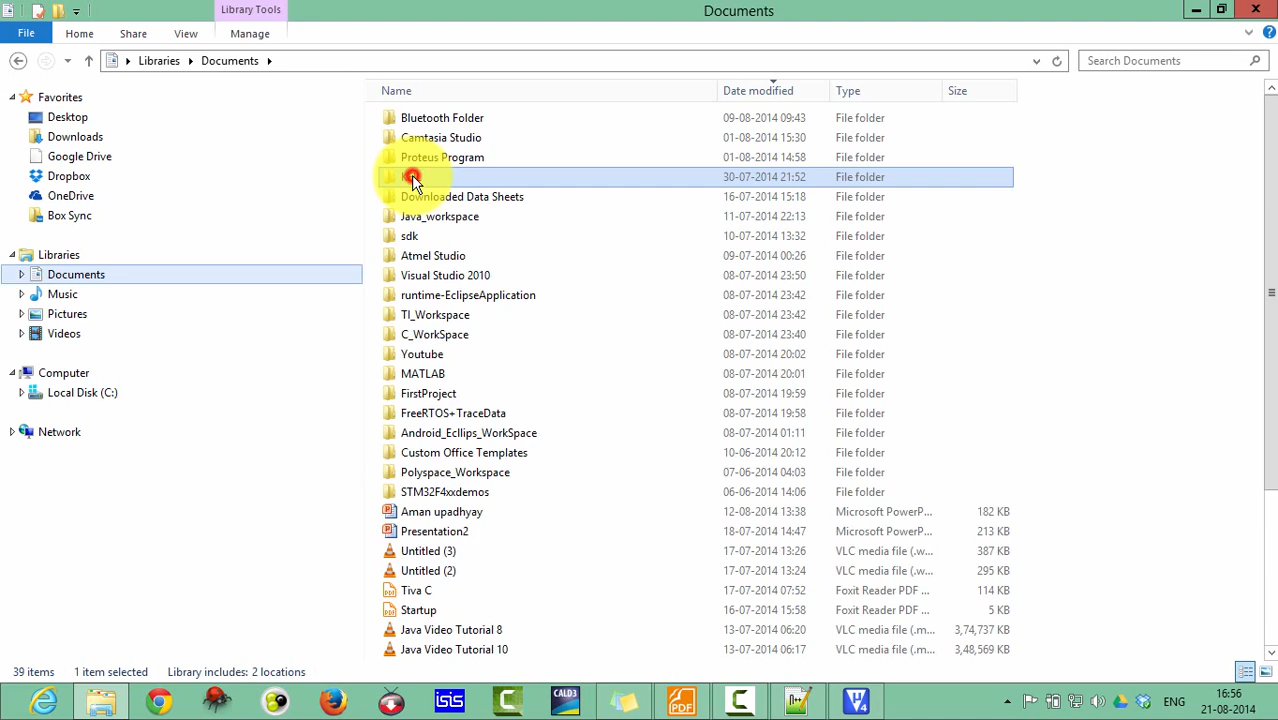 Library Tools
Documents
File Home Share View Manage
Libraries Documents
Search Documents
Name Date modified Type Size
Favorites
Desktop
Downloads
Google Drive
Dropbox
OneDrive
Box Sync
Libraries
Documents
Music
Pictures
Videos
Computer
Local Disk (C:)
Network
Bluetooth Folder 09-08-2014 09:43 File folder
Camtasia Studio 01-08-2014 15:30 File folder
Proteus Program 01-08-2014 14:58 File folder
30-07-2014 21:52 File folder
Downloaded Data Sheets 16-07-2014 15:18 File folder
Java_workspace 11-07-2014 22:13 File folder
sdk 10-07-2014 13:32 File folder
Atmel Studio 09-07-2014 00:26 File folder
Visual Studio 2010 08-07-2014 23:50 File folder
runtime-EclipseApplication 08-07-2014 23:42 File folder
TI_Workspace 08-07-2014 23:42 File folder
C_WorkSpace 08-07-2014 23:40 File folder
Youtube 08-07-2014 20:02 File folder
MATLAB 08-07-2014 20:01 File folder
FirstProject 08-07-2014 19:59 File folder
FreeRTOS+TraceData 08-07-2014 19:58 File folder
Android_Ecllips_WorkSpace 08-07-2014 01:11 File folder
Custom Office Templates 10-06-2014 20:12 File folder
Polyspace_Workspace 07-06-2014 04:03 File folder
STM32F4xxdemos 06-06-2014 14:06 File folder
Aman upadhyay 12-08-2014 13:38 Microsoft PowerP... 182 KB
Presentation2 18-07-2014 14:47 Microsoft PowerP... 213 KB
Untitled (3) 17-07-2014 13:26 VLC media file (.w... 387 KB
Untitled (2) 17-07-2014 13:24 VLC media file (.w... 295 KB
Tiva C 17-07-2014 07:52 Foxit Reader PDF ... 114 KB
Startup 16-07-2014 15:58 Foxit Reader PDF ... 5 KB
Java Video Tutorial 8 13-07-2014 06:20 VLC media file (.w... 3,74,737 KB
Java Video Tutorial 10 13-07-2014 06:17 VLC media file (.w... 3,48,569 KB
39 items 1 item selected Library includes: 2 locations
isis
CALD3
PDF
V4
ENG
16:56
21-08-2014